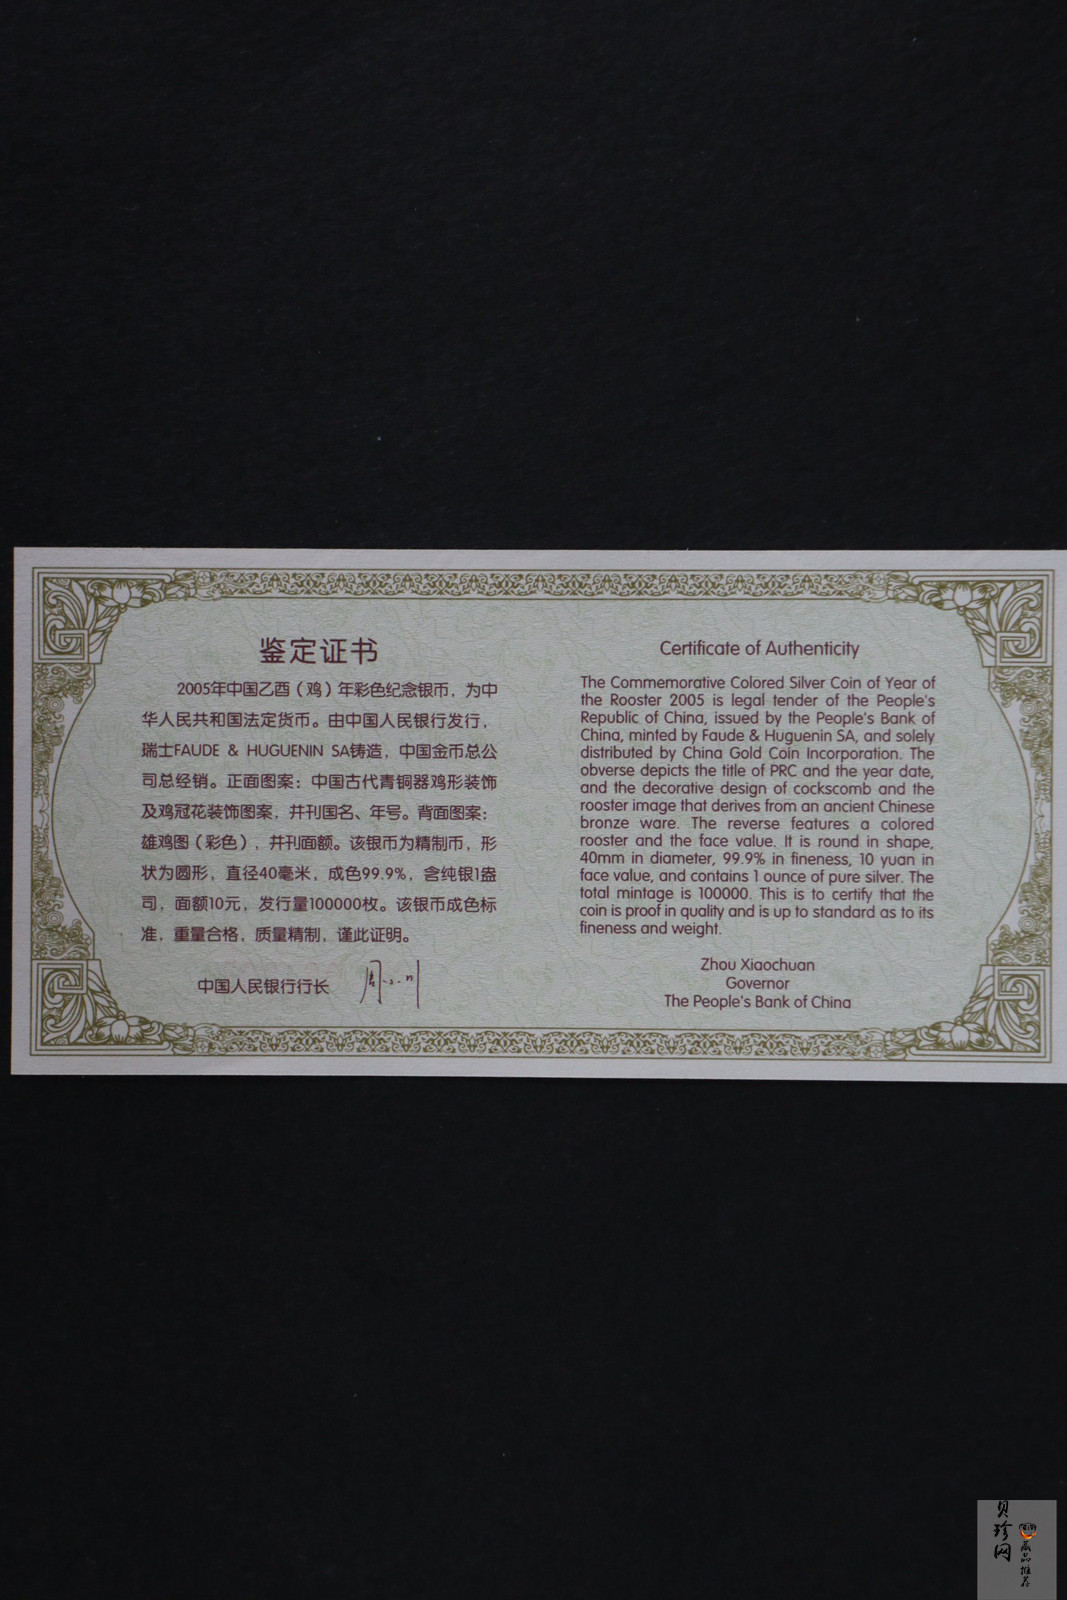 鉴定证书
2005年中国乙酉（鸡）年彩色纪念银币，为中
华人民共和国法定货币。由中国人民银行发行，
瑞士FAUDE & HUGUENIN SA铸造，中国金币总公
司总经销。正面图案：中国古代青铜器鸡形装饰
及鸡冠花装饰图案，并刊国名、年号。背面图案：
雄鸡图（彩色），并刊面额。该银币为精制币，形
状为圆形，直径40毫米，成色99.9%，含纯银1盎
司，面额10元，发行量100000枚。该银币成色标
准，重量合格，质量精制，谨此证明。
中国人民银行行长
Certificate of Authenticity
The Commemorative Colored Silver Coin of Year of
the Rooster 2005 is legal tender of the People's
Republic of China, issued by the People's Bank of
China, minted by Faude & Huguenin SA, and solely
distributed by China Gold Coin Incorporation. The
obverse depicts the title of PRC and the year date,
and the decorative design of cockscomb and the
rooster image that derives from an ancient Chinese
bronze ware. The reverse features a colored
rooster and the face value. It is round in shape,
40mm in diameter, 99.9% in fineness, 10 yuan in
face value, and contains 1 ounce of pure silver. The
total mintage is 100000. This is to certify that the
coin is proof in quality and is up to standard as to its
fineness and weight.
Zhou Xiaochuan
Governor
The People's Bank of China
贝珍网
藏品推荐